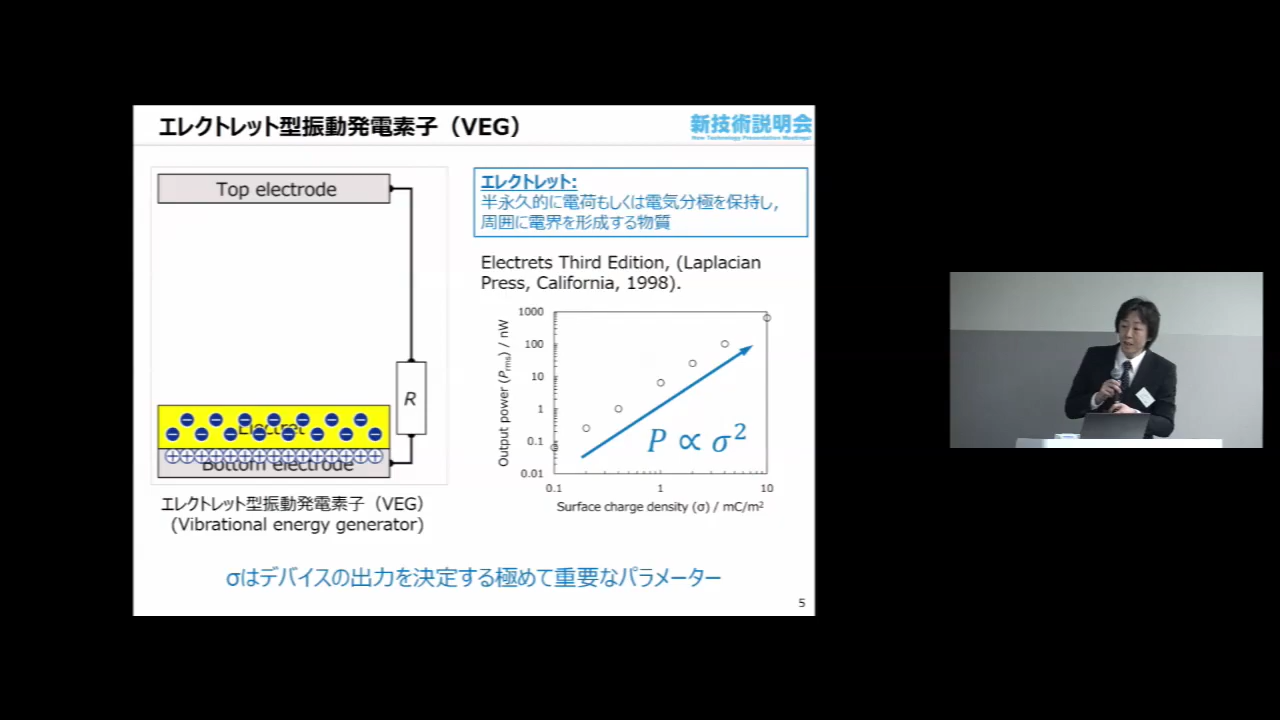 エレクトレット型振動発電素子（VEG）
新技術説明会
New Technology Presentation Meetings!
Top electrode
R
Electret
Bottom electrode
エレクトレット型振動発電素子（VEG）
(Vibrational energy generator)
エレクトレット:
半永久的に電荷もしくは電気分極を保持し，
周囲に電界を形成する物質
Electrets Third Edition, (Laplacian
Press, California, 1998).
Output power (Prms) / nW
1000
100
10
1
0.1
0.01
P ∝ σ²
0.1
1
10
Surface charge density (σ) / mC/m²
σはデバイスの出力を決定する極めて重要なパラメーター
5